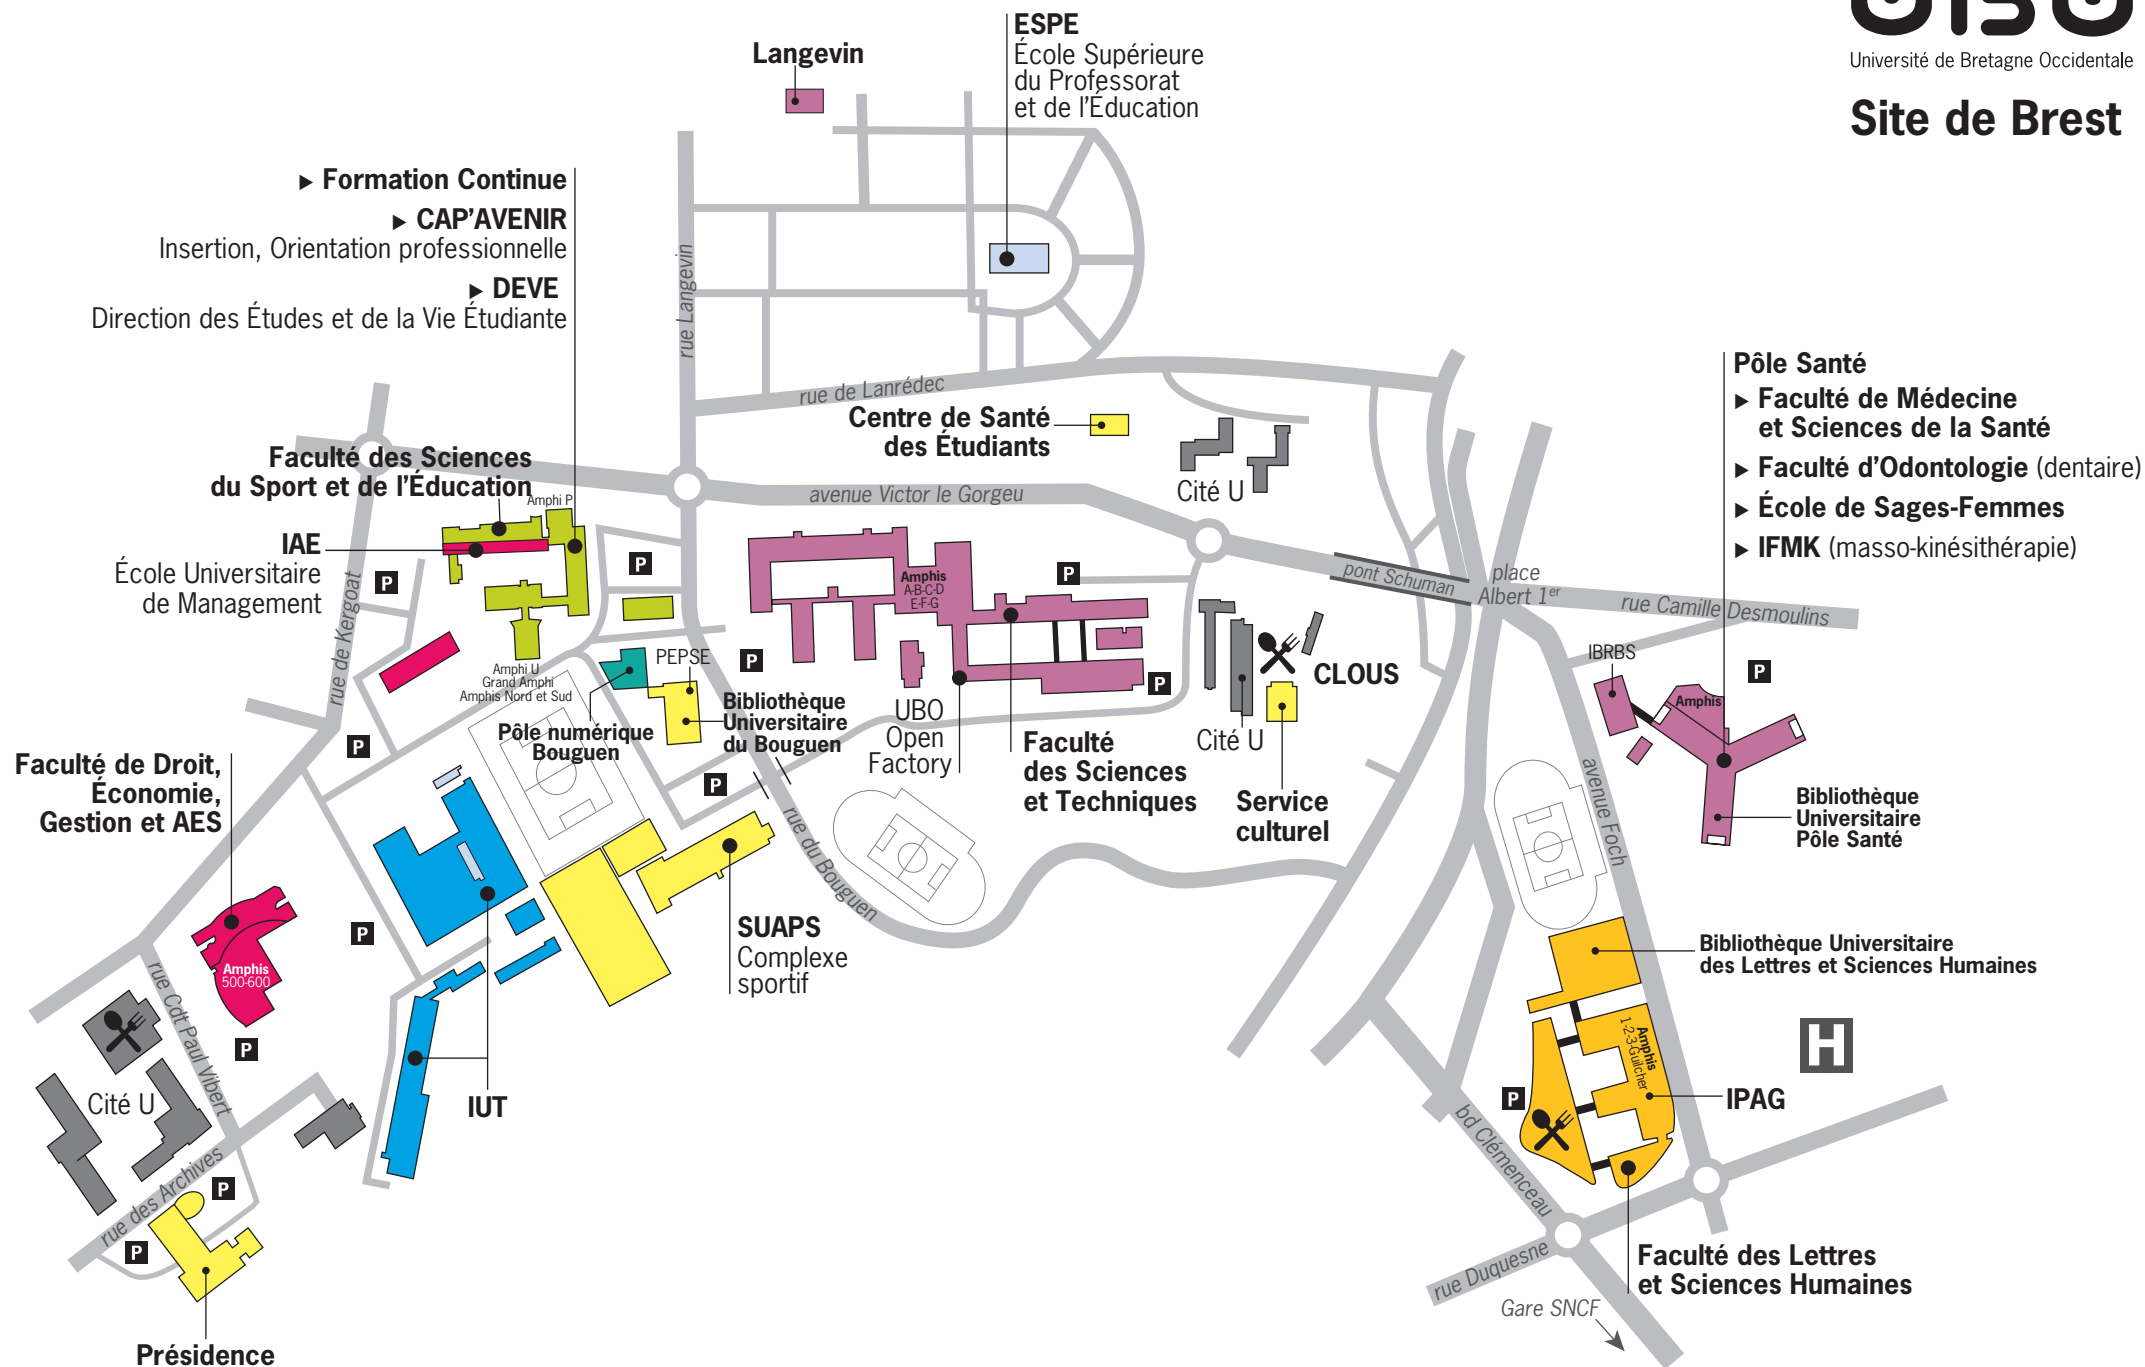 Université de Bretagne Occidentale
Site de Brest
Langevin
ESPE
École Supérieure
du Professorat
et de l'Éducation
▶ Formation Continue
▶ CAP'AVENIR
Insertion, Orientation professionnelle
▶ DEVE
Direction des Études et de la Vie Étudiante
rue Langevin
rue de Lanrédec
Centre de Santé
des Étudiants
Cité U
avenue Victor le Gorgeu
Pôle Santé
▶ Faculté de Médecine
et Sciences de la Santé
▶ Faculté d'Odontologie (dentaire)
▶ École de Sages-Femmes
▶ IFMK (masso-kinésithérapie)
Faculté des Sciences
du Sport et de l'Éducation
Amphi P
IAE
École Universitaire
de Management
rue de Kergoat
P
P
P
Amphis
A-B-C-D
E-F-G
pont Schuman
place
Albert 1er
rue Camille Desmoulins
Amphi U
Grand Amphi
Amphis Nord et Sud
PEPSE
P
Pôle numérique
Bouguen
Bibliothèque
Universitaire
du Bouguen
UBO
Open
Factory
Faculté
des Sciences
et Techniques
P
Cité U
CLOUS
Service
culturel
IBRBS
Amphis
P
Bibliothèque
Universitaire
Pôle Santé
avenue Foch
P
P
rue du Bouguen
Faculté de Droit,
Économie,
Gestion et AES
Amphis
500-600
P
P
SUAPS
Complexe
sportif
IUT
rue Cdt Paul Vibert
Cité U
rue des Archives
P
P
Présidence
Bibliothèque Universitaire
des Lettres et Sciences Humaines
Amphis
1-2-3-Guilcher
H
P
IPAG
bd Clémenceau
rue Duquesne
Gare SNCF
Faculté des Lettres
et Sciences Humaines